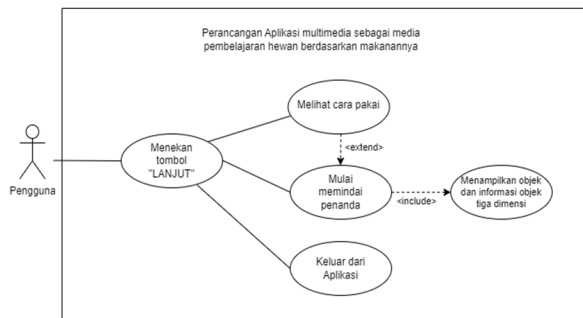 Perancangan Aplikasi multimedia sebagai media
pembelajaran hewan berdasarkan makanannya
Melihat cara pakai
<extend>
Menekan
tombol
"LANJUT"
Pengguna
Mulai
memindai
penanda
<include>
Menampilkan objek
dan informasi objek
tiga dimensi
Keluar dari
Aplikasi